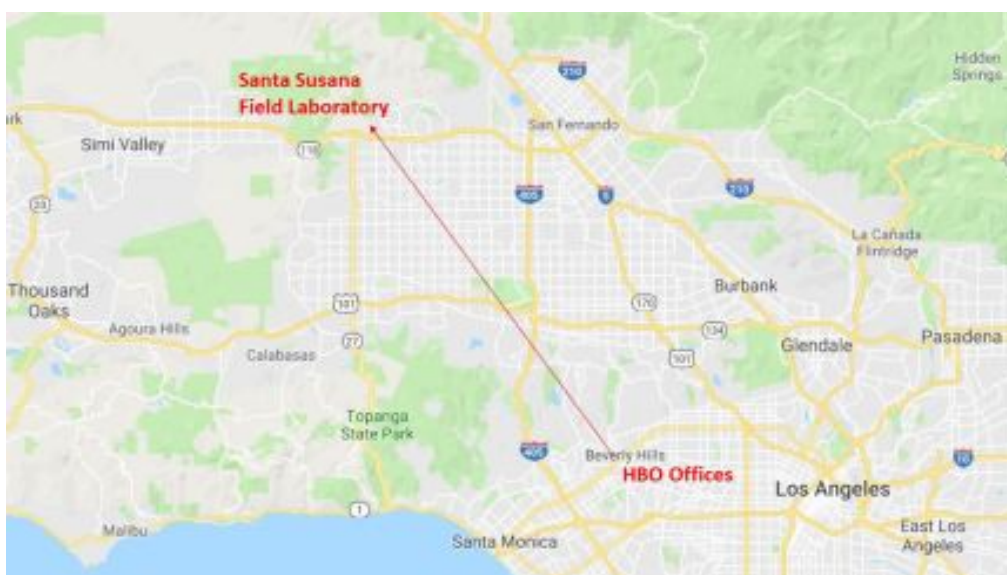 Santa Susana
Field Laboratory
Hidden
Springs
210
ark
Simi Valley
118
San Fernando
405
5
210
23
La Cañada
Flintridge
Thousand
Oaks
101
170
Burbank
Agoura Hills
27
134
Pasadena
Calabasas
101
Glendale
Topanga
State Park
405
Beverly Hills
HBO Offices
10
Los Angeles
1
Malibu
Santa Monica
East Los
Angeles